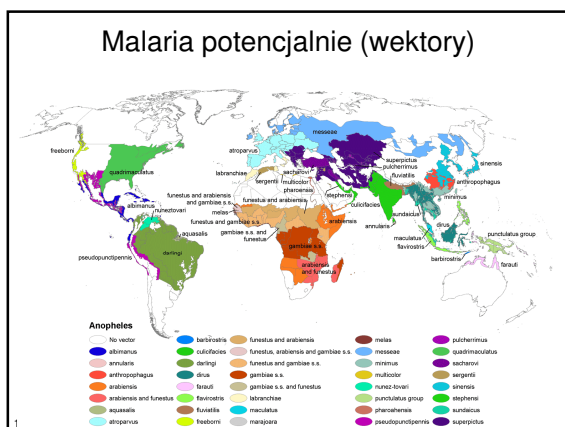 Malaria potencjalnie (wektory)
freeborni
quadrimaculatus
albimanus
nuneztovari
aquasalis
pseudopunctipennis
darlingi
atroparvus
messeae
labranchiae
sergentii
sacharovi
multicolor
pharoensis
superpictus
pulcherrimus
fluviatilis
sinensis
anthropophagus
stephensi
culicifacies
minimus
funestus and arabiensis
and gambiae s.s.
funestus and arabiensis
melas
funestus and gambiae s.s.
gambiae s.s. and
funestus
arabiensis
gambiae s.s.
arabiensis
and funestus
annularis
sundaicus
dirus
maculatus
flavirostris
barbirostris
punctulatus group
farauti
Anopheles
No vector
albimanus
annularis
anthropophagus
arabiensis
arabiensis and funestus
aquasalis
atroparvus
barbirostris
culicifacies
darlingi
dirus
farauti
flavirostris
fluviatilis
freeborni
funestus and arabiensis
funestus, arabiensis and gambiae s.s.
funestus and gambiae s.s.
gambiae s.s.
gambiae s.s. and funestus
labranchiae
maculatus
marajoara
melas
messeae
minimus
multicolor
nunez-tovari
punctulatus group
pharoahensis
pseudopunctipennis
pulcherrimus
quadrimaculatus
sacharovi
sergentii
sinensis
stephensi
sundaicus
superpictus
1